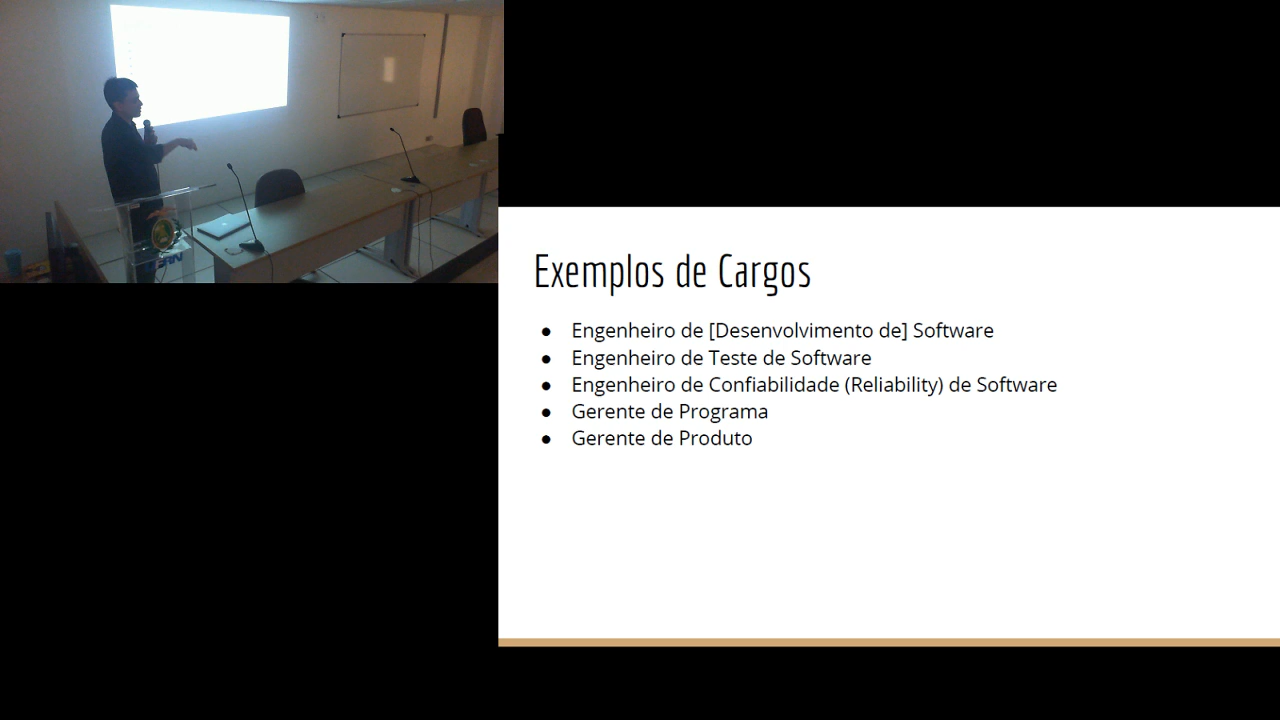 Exemplos de Cargos
● Engenheiro de [Desenvolvimento de] Software
● Engenheiro de Teste de Software
● Engenheiro de Confiabilidade (Reliability) de Software
● Gerente de Programa
● Gerente de Produto